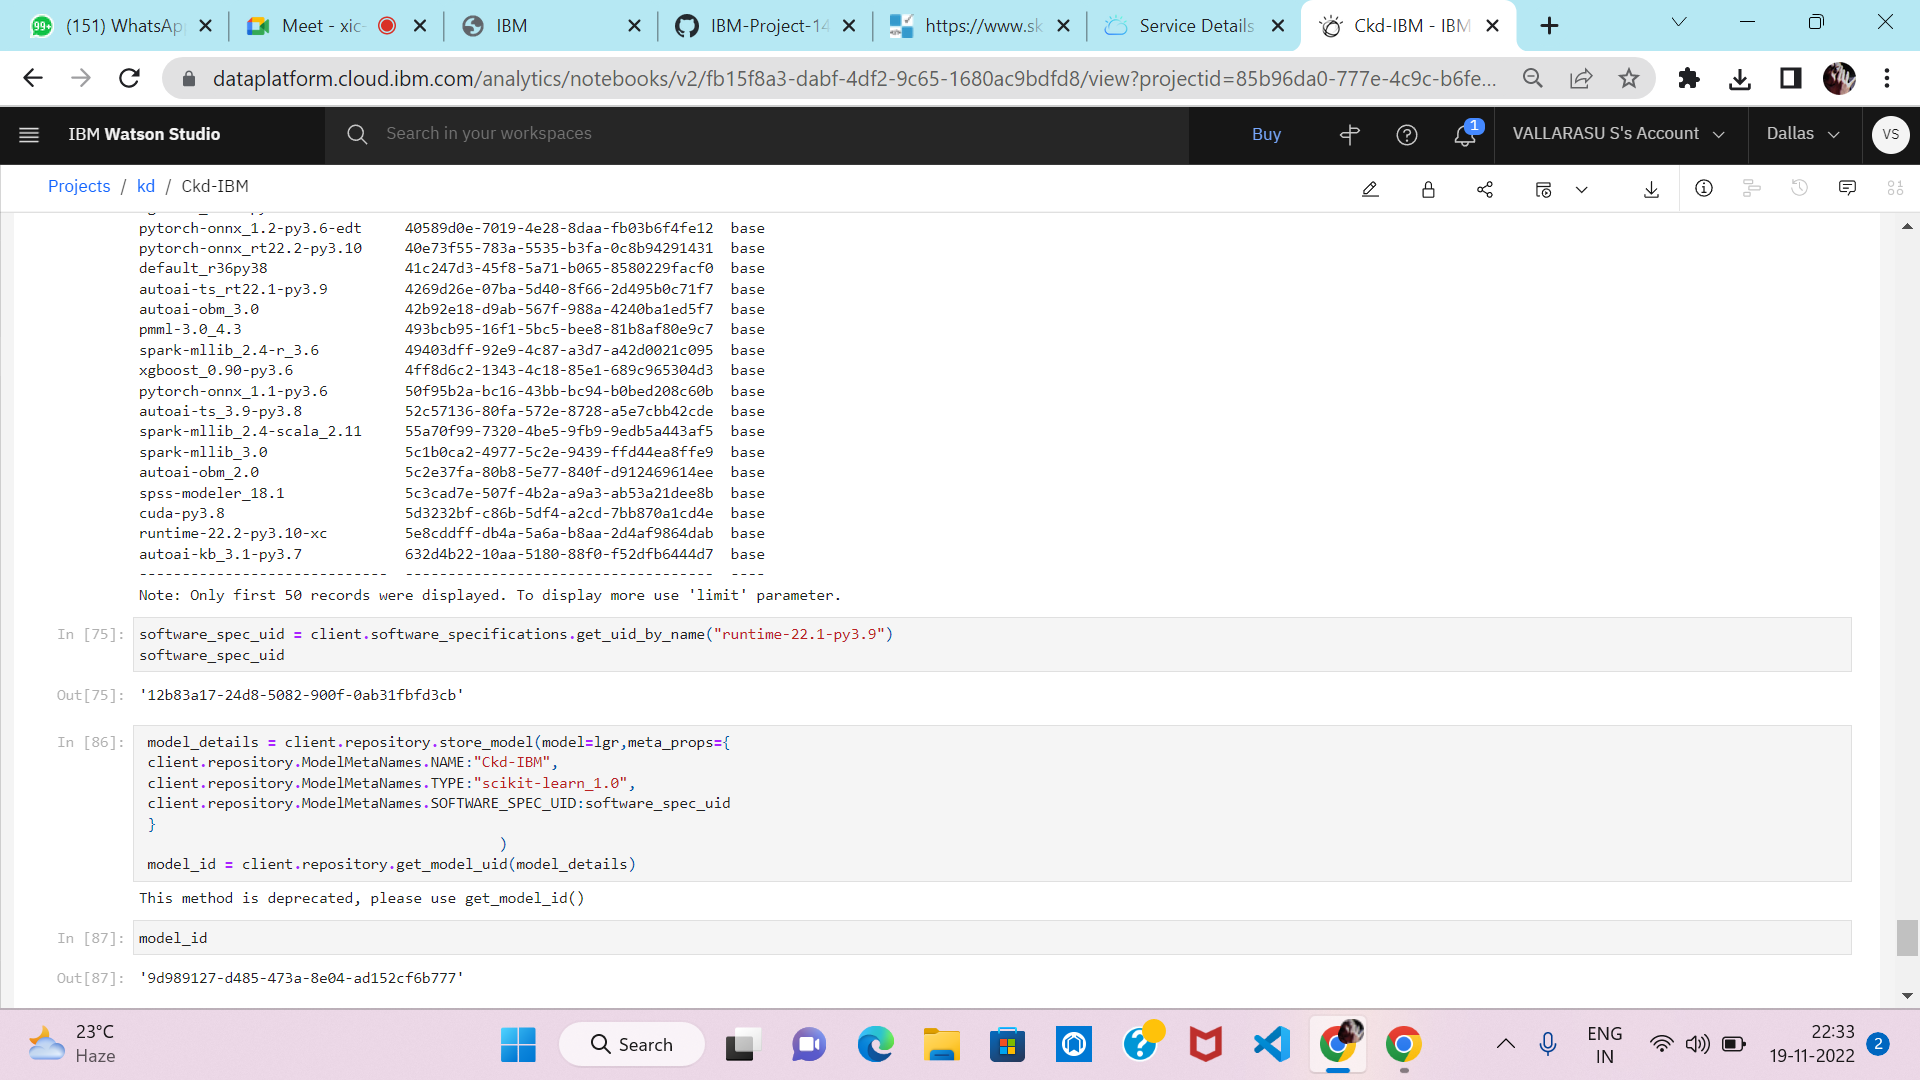 (151) WhatsAp
Meet - xic-
IBM
IBM-Project-14
https://www.sk
Service Details
Ckd-IBM - IBM
dataplatform.cloud.ibm.com/analytics/notebooks/v2/fb15f8a3-dabf-4df2-9c65-1680ac9bdfd8/view?projectid=85b96da0-777e-4c9c-b6fe...
IBM Watson Studio
Search in your workspaces
Buy
1
VALLARASU S's Account
Dallas
VS
Projects / kd / Ckd-IBM
pytorch-onnx_1.2-py3.6-edt 40589d0e-7019-4e28-8daa-fb03b6f4fe12 base
pytorch-onnx_rt22.2-py3.10 40e73f55-783a-5535-b3fa-0c8b94291431 base
default_r36py38 41c247d3-45f8-5a71-b065-8580229facf0 base
autoai-ts_rt22.1-py3.9 4269d26e-07ba-5d40-8f66-2d495b0c71f7 base
autoai-obm_3.0 42b92e18-d9ab-567f-988a-4240ba1ed5f7 base
pmml-3.0_4.3 493bcb95-16f1-5bc5-bee8-81b8af80e9c7 base
spark-mllib_2.4-r_3.6 49403dff-92e9-4c87-a3d7-a42d0021c095 base
xgboost_0.90-py3.6 4ff8d6c2-1343-4c18-85e1-689c965304d3 base
pytorch-onnx_1.1-py3.6 50f95b2a-bc16-43bb-bc94-b0bed208c60b base
autoai-ts_3.9-py3.8 52c57136-80fa-572e-8728-a5e7cbb42cde base
spark-mllib_2.4-scala_2.11 55a70f99-7320-4be5-9fb9-9edb5a443af5 base
spark-mllib_3.0 5c1b0ca2-4977-5c2e-9439-ffd44ea8ffe9 base
autoai-obm_2.0 5c2e37fa-80b8-5e77-840f-d912469614ee base
spss-modeler_18.1 5c3cad7e-507f-4b2a-a9a3-ab53a21dee8b base
cuda-py3.8 5d3232bf-c86b-5df4-a2cd-7bb870a1cd4e base
runtime-22.2-py3.10-xc 5e8cddff-db4a-5a6a-b8aa-2d4af9864dab base
autoai-kb_3.1-py3.7 632d4b22-10aa-5180-88f0-f52dfb6444d7 base
----------------------------- ------------------------------------ ----
Note: Only first 50 records were displayed. To display more use 'limit' parameter.
In [75]: software_spec_uid = client.software_specifications.get_uid_by_name("runtime-22.1-py3.9")
software_spec_uid
Out[75]: '12b83a17-24d8-5082-900f-0ab31fbfd3cb'
In [86]: model_details = client.repository.store_model(model=lgr,meta_props={
client.repository.ModelMetaNames.NAME:"Ckd-IBM",
client.repository.ModelMetaNames.TYPE:"scikit-learn_1.0",
client.repository.ModelMetaNames.SOFTWARE_SPEC_UID:software_spec_uid
}
)
model_id = client.repository.get_model_uid(model_details)
This method is deprecated, please use get_model_id()
In [87]: model_id
Out[87]: '9d989127-d485-473a-8e04-ad152cf6b777'
23°C
Haze
Search
ENG
IN
22:33
19-11-2022
2